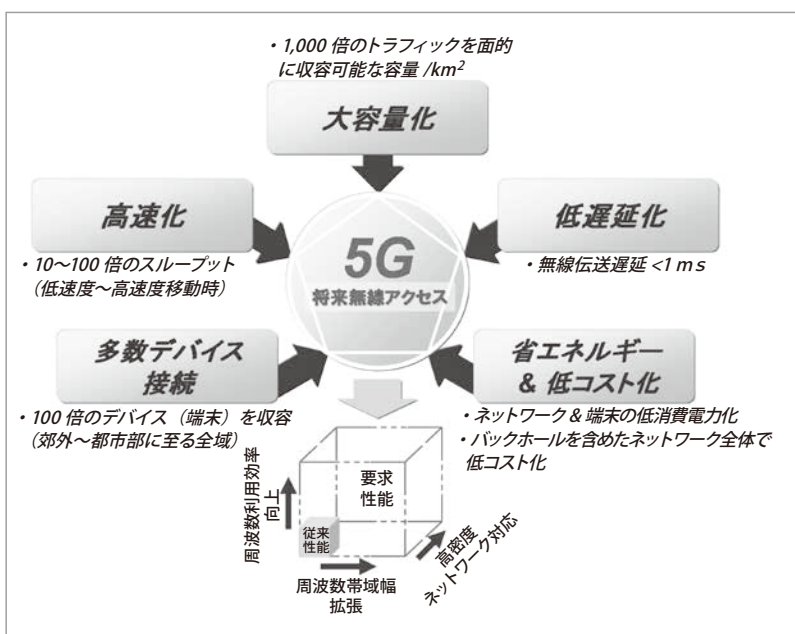 ・1,000 倍のトラフィックを面的
に収容可能な容量 /km²
大容量化
高速化
・10～100 倍のスループット
（低速度～高速度移動時）
低遅延化
・無線伝送遅延 <1 ms
5G
将来無線アクセス
多数デバイス
接続
・100 倍のデバイス（端末）を収容
（郊外～都市部に至る全域）
省エネルギー
& 低コスト化
・ネットワーク & 端末の低消費電力化
・バックホールを含めたネットワーク全体で
低コスト化
周波数利用効率
向上
要求
性能
従来
性能
周波数帯域幅
拡張
高密度
ネットワーク対応